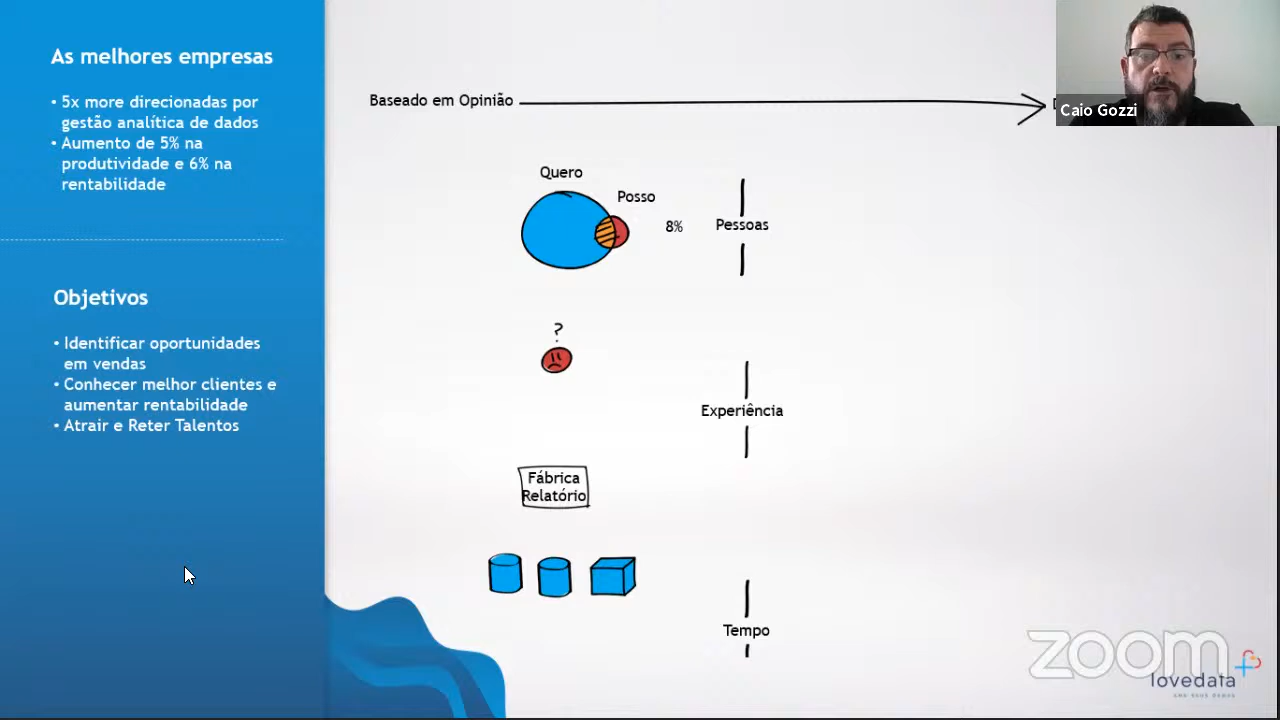 As melhores empresas
• 5x more direcionadas por
gestão analítica de dados
• Aumento de 5% na
produtividade e 6% na
rentabilidade
Objetivos
• Identificar oportunidades
em vendas
• Conhecer melhor clientes e
aumentar rentabilidade
• Atrair e Reter Talentos
Baseado em Opinião
Caio Gozzi
Quero
Posso
8%
Pessoas
?
Experiência
Fábrica
Relatório
Tempo
zoom
lovedata